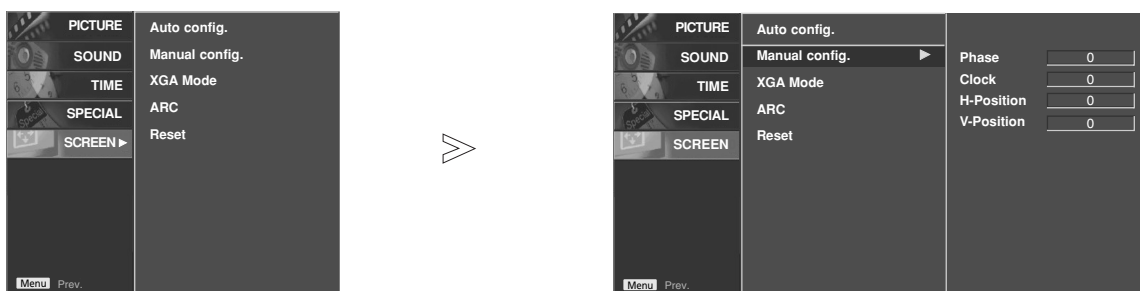 PICTURE
SOUND
TIME
SPECIAL
SCREEN
Auto config.
Manual config.
XGA Mode
ARC
Reset
Menu Prev.
PICTURE
SOUND
TIME
SPECIAL
SCREEN
Auto config.
Manual config.
XGA Mode
ARC
Reset
Phase 0
Clock 0
H-Position 0
V-Position 0
Menu Prev.